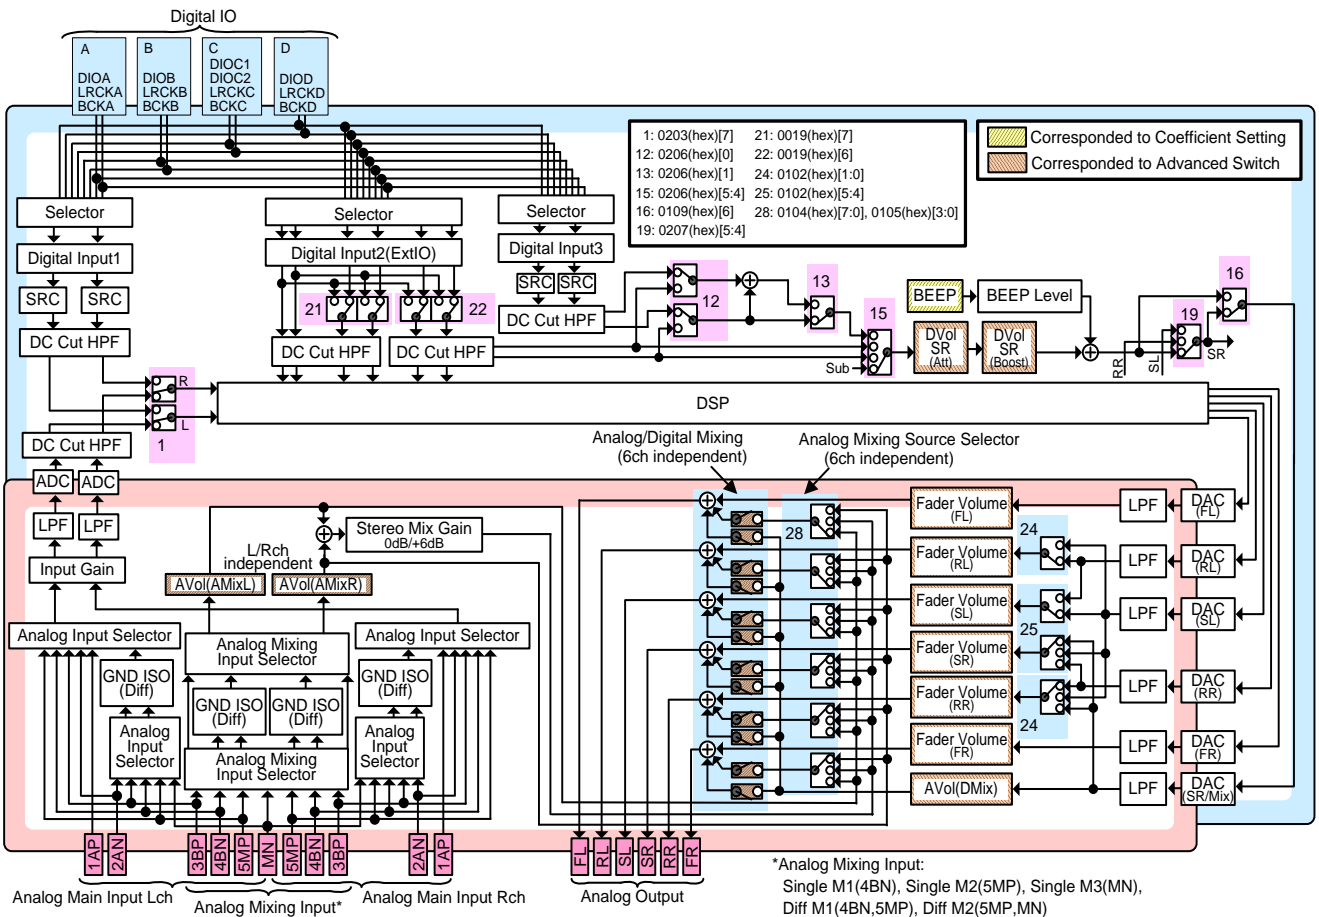 Digital IO
A
DIOA
LRCKA
BCKA
B
DIOB
LRCKB
BCKB
C
DIOC1
DIOC2
LRCKC
BCKC
D
DIOD
LRCKD
BCKD
1: 0203(hex)[7]
12: 0206(hex)[0]
13: 0206(hex)[1]
15: 0206(hex)[5:4]
16: 0109(hex)[6]
19: 0207(hex)[5:4]
21: 0019(hex)[7]
22: 0019(hex)[6]
24: 0102(hex)[1:0]
25: 0102(hex)[5:4]
28: 0104(hex)[7:0], 0105(hex)[3:0]
Corresponded to Coefficient Setting
Corresponded to Advanced Switch
Selector
Selector
Selector
Digital Input1
Digital Input2(ExtIO)
Digital Input3
SRC
SRC
SRC
SRC
21
22
12
13
15
16
19
DC Cut HPF
DC Cut HPF
DC Cut HPF
DC Cut HPF
BEEP
BEEP Level
DVol
SR
(Att)
DVol
SR
(Boost)
Sub
RR
SL
SR
R
L
1
DSP
DC Cut HPF
ADC
ADC
LPF
LPF
Input Gain
Analog/Digital Mixing
(6ch independent)
Analog Mixing Source Selector
(6ch independent)
Stereo Mix Gain
0dB/+6dB
L/Rch
independent
AVol(AMixL)
AVol(AMixR)
28
Fader Volume
(FL)
Fader Volume
(RL)
Fader Volume
(SL)
Fader Volume
(SR)
Fader Volume
(RR)
Fader Volume
(FR)
AVol(DMix)
24
25
24
LPF
LPF
LPF
LPF
LPF
LPF
DAC
(FL)
DAC
(RL)
DAC
(SL)
DAC
(RR)
DAC
(FR)
DAC
(SR/Mix)
Analog Input Selector
Analog Mixing
Input Selector
Analog Input Selector
GND ISO
(Diff)
GND ISO
(Diff)
GND ISO
(Diff)
GND ISO
(Diff)
Analog
Input
Selector
Analog Mixing
Input Selector
Analog
Input
Selector
1AP
2AN
3BP
4BN
5MP
MN
5MP
4BN
3BP
2AN
1AP
FL
RL
SL
SR
RR
FR
Analog Main Input Lch
Analog Mixing Input*
Analog Main Input Rch
Analog Output
*Analog Mixing Input:
Single M1(4BN), Single M2(5MP), Single M3(MN),
Diff M1(4BN,5MP), Diff M2(5MP,MN)